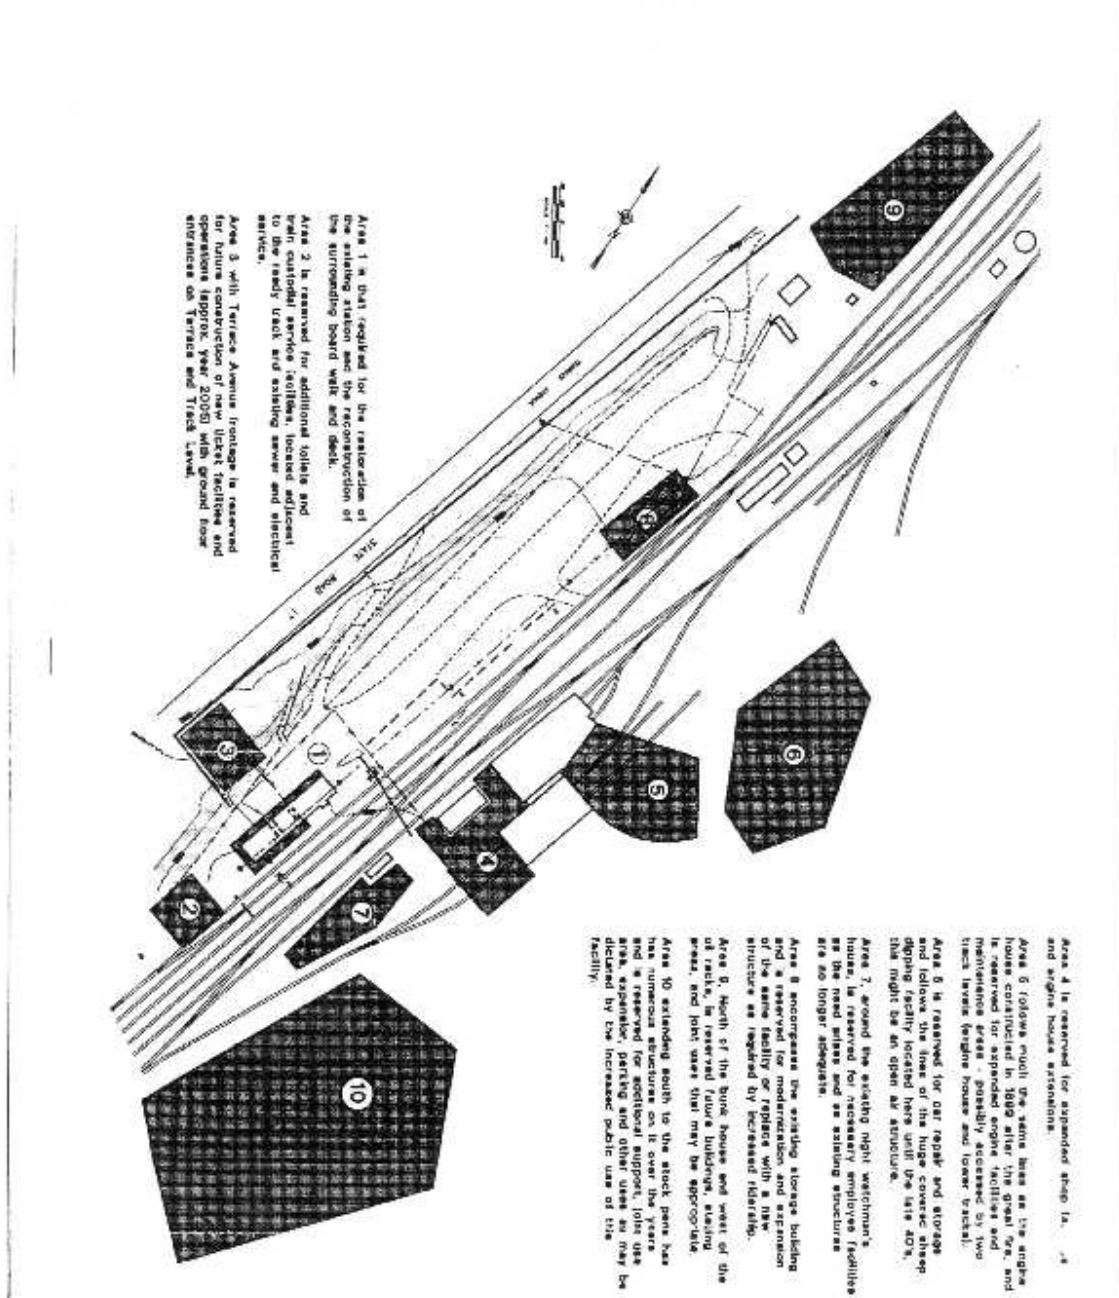 Area 1 is that required for the restoration of
the existing station and the reconstruction of
the surrounding board walk and deck.
Area 2 is reserved for additional toilets and
train custodial service facilities, located adjacent
to the ready track and existing sewer and electrical
service.
Area 3 with Terrace Avenue frontage is reserved
for future construction of new ticket facilities and
operations (approx. year 2005) with ground floor
entrances on Terrace and Track Level.
STATE
ROAD
1
2
3
4
5
6
7
8
9
10
Area 4 is reserved for expanded shop
and engine house extensions.
Area 5 follows much the same lines as the engine
house constructed in 1899 after the great fire, and
is reserved for expanded engine facilities and
maintenance areas - possibly accessed by two
track levels (engine house and lower tracks).
Area 6 is reserved for car repair and storage
and follows the lines of the huge covered sheep
dipping facility located here until the late 40's,
this might be an open air structure.
Area 7, around the existing night watchman's
house, is reserved for necessary employee facilities
as the need arises and as existing structures
are no longer adequate.
Area 8 encompases the existing storage building
and is reserved for modernization and expansion
of the same facility or replace with a new
structure as required by increased ridership.
Area 9, North of the bunk house and west of the
oil racks, is reserved future buildings, staging
areas, and joint uses that may be appropriate.
Area 10 extending south to the stock pens has
has numerous structures on it over the years
and is reserved for additional support, joint use
area, expansion, parking and other uses as may be
dictated by the increased public use of this
facility.